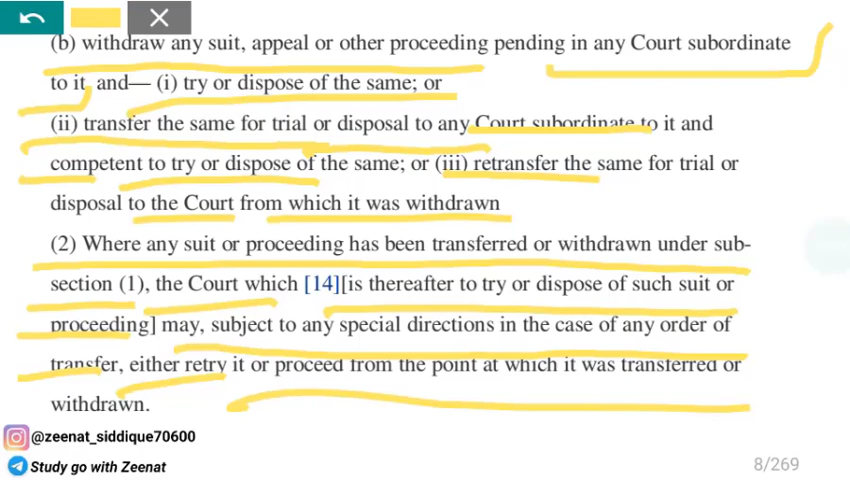 (b) withdraw any suit, appeal or other proceeding pending in any Court subordinate
to it, and— (i) try or dispose of the same; or
(ii) transfer the same for trial or disposal to any Court subordinate to it and
competent to try or dispose of the same; or (iii) retransfer the same for trial or
disposal to the Court from which it was withdrawn
(2) Where any suit or proceeding has been transferred or withdrawn under sub-
section (1), the Court which [14][is thereafter to try or dispose of such suit or
proceeding] may, subject to any special directions in the case of any order of
transfer, either retry it or proceed from the point at which it was transferred or
withdrawn.
@zeenat_siddique70600
Study go with Zeenat
8/269